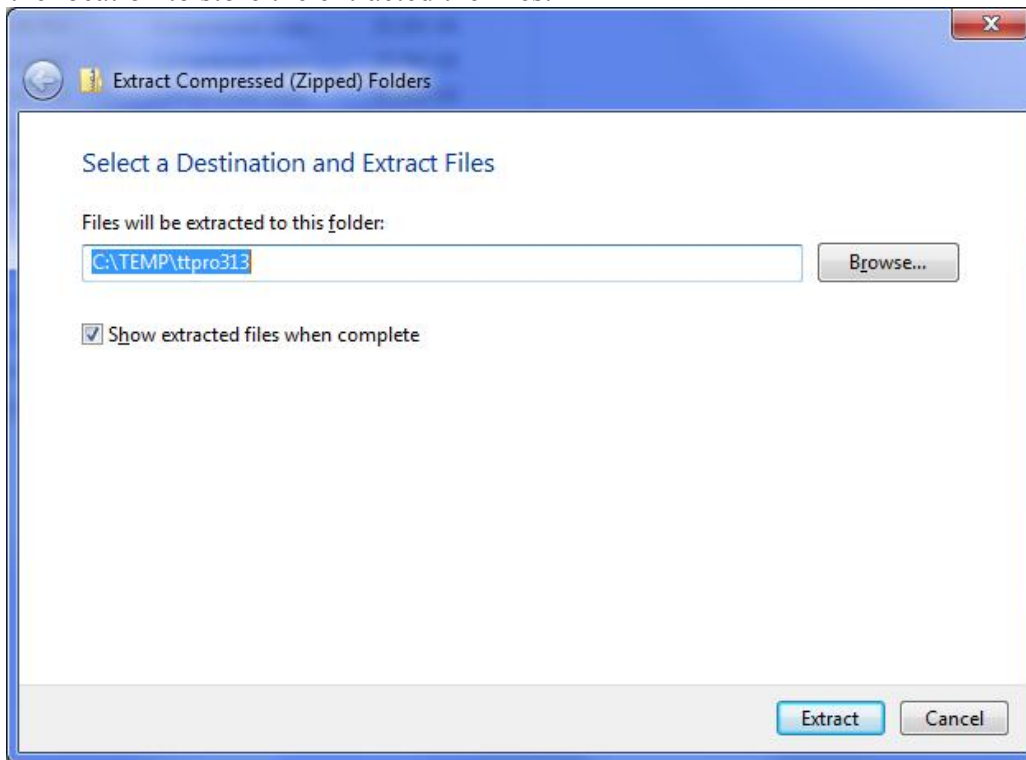 Extract Compressed (Zipped) Folders
Select a Destination and Extract Files
Files will be extracted to this folder:
C:\TEMP\ttpro313
Browse...
Show extracted files when complete
Extract
Cancel